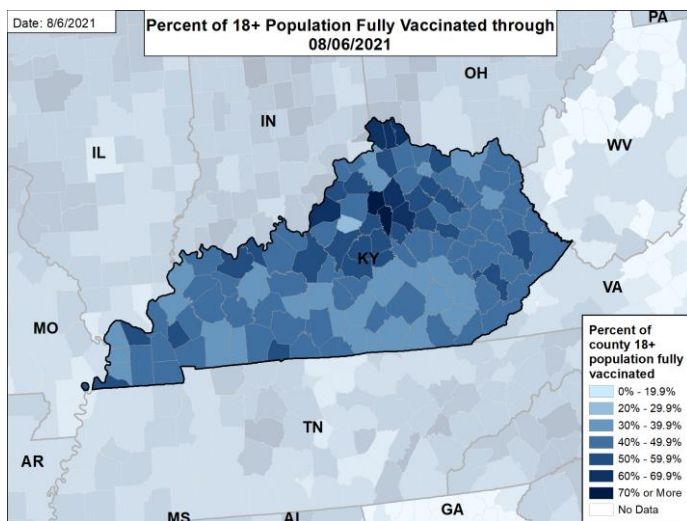 Date: 8/6/2021
Percent of 18+ Population Fully Vaccinated through
08/06/2021
PA
OH
IN
IL
WV
KY
VA
MO
TN
AR
MS
AL
GA
Percent of
county 18+
population fully
vaccinated
0% - 19.9%
20% - 29.9%
30% - 39.9%
40% - 49.9%
50% - 59.9%
60% - 69.9%
70% or More
No Data